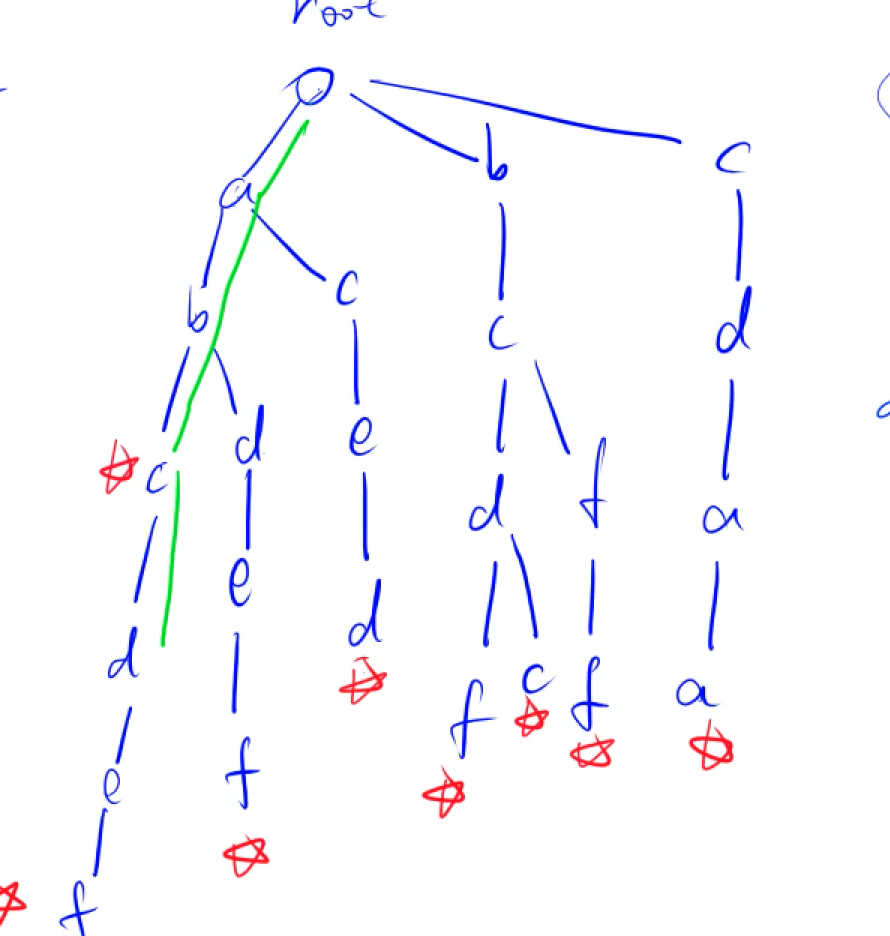 root
a b c
b c c d
c d e d f a
d e d f c f a
e f
f